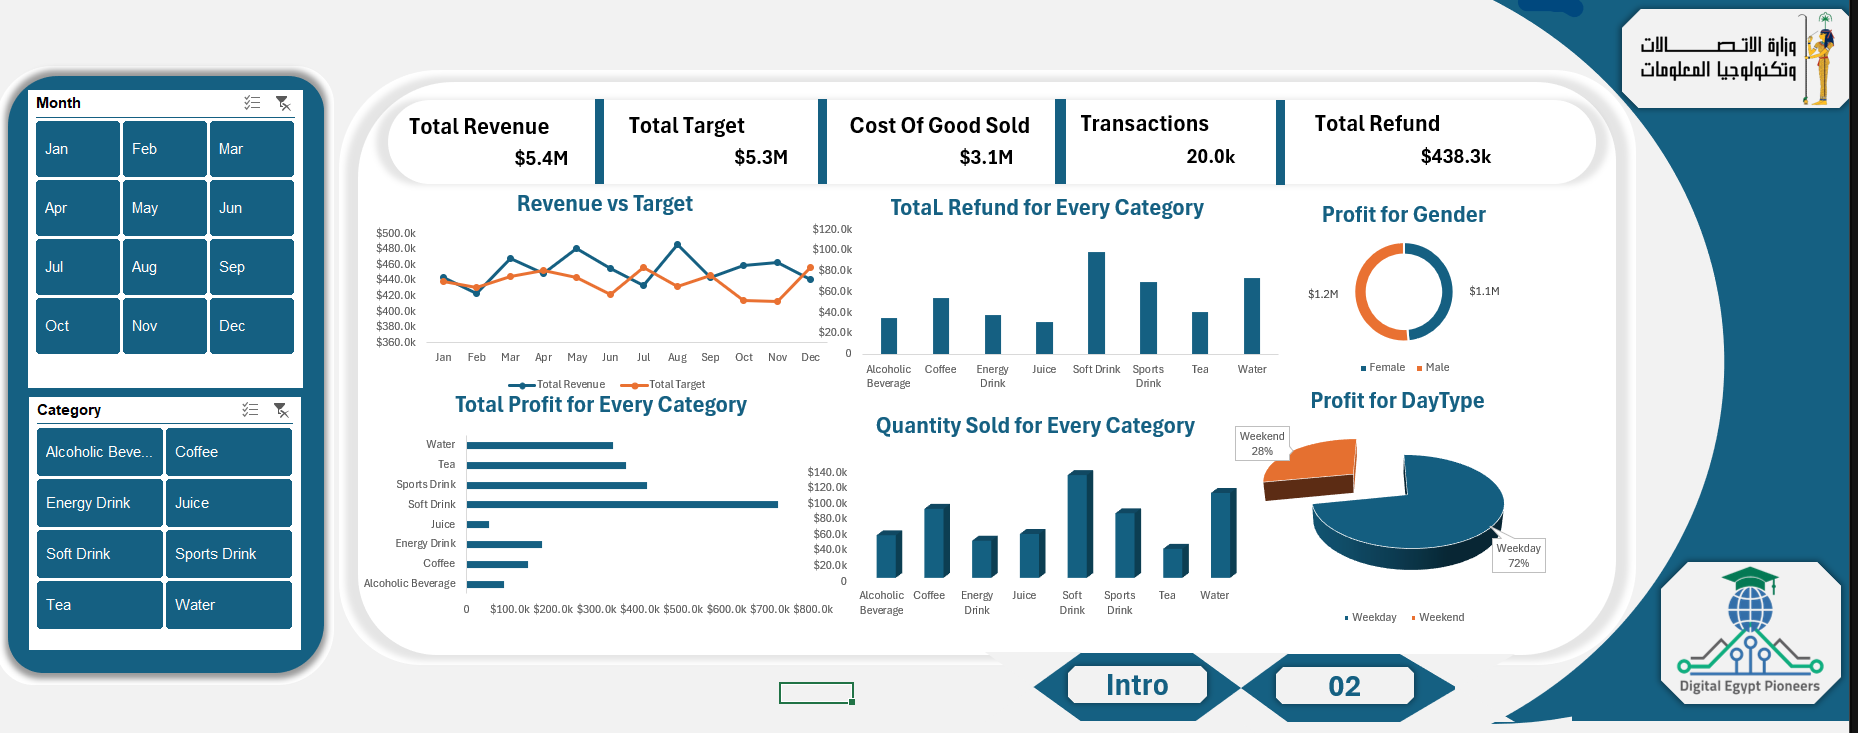 وزارة الاتصالات
وتكنولوجيا المعلومات
Month
Jan
Feb
Mar
Apr
May
Jun
Jul
Aug
Sep
Oct
Nov
Dec
Category
Alcoholic Beve...
Coffee
Energy Drink
Juice
Soft Drink
Sports Drink
Tea
Water
Total Revenue
$5.4M
Total Target
$5.3M
Cost Of Good Sold
$3.1M
Transactions
20.0k
Total Refund
$438.3k
Revenue vs Target
$500.0k
$480.0k
$460.0k
$440.0k
$420.0k
$400.0k
$380.0k
$360.0k
Jan Feb Mar Apr May Jun Jul Aug Sep Oct Nov Dec
Total Revenue Total Target
TotaL Refund for Every Category
$120.0k
$100.0k
$80.0k
$60.0k
$40.0k
$20.0k
0
Alcoholic Beverage
Coffee
Energy Drink
Juice
Soft Drink
Sports Drink
Tea
Water
Profit for Gender
$1.2M
$1.1M
Female Male
Total Profit for Every Category
Water
Tea
Sports Drink
Soft Drink
Juice
Energy Drink
Coffee
Alcoholic Beverage
0 $100.0k $200.0k $300.0k $400.0k $500.0k $600.0k $700.0k $800.0k
Quantity Sold for Every Category
$140.0k
$120.0k
$100.0k
$80.0k
$60.0k
$40.0k
$20.0k
0
Alcoholic Beverage
Coffee
Energy Drink
Juice
Soft Drink
Sports Drink
Tea
Water
Profit for DayType
Weekend
28%
Weekday
72%
Weekday Weekend
Intro
02
Digital Egypt Pioneers